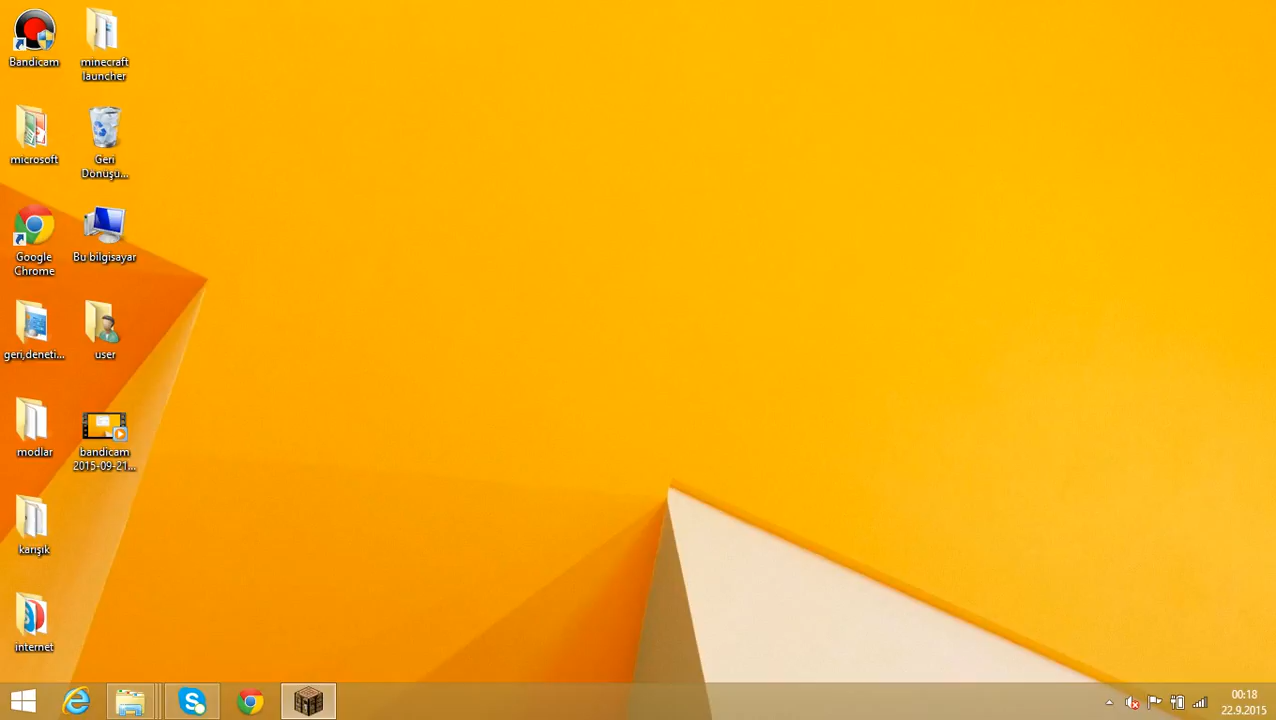 Bandicam
minecraft
launcher
microsoft
Geri
Dönüşü...
Google
Chrome
Bu bilgisayar
geri,deneti...
user
modlar
bandicam
2015-09-21...
karışık
internet
00:18
22.9.2015